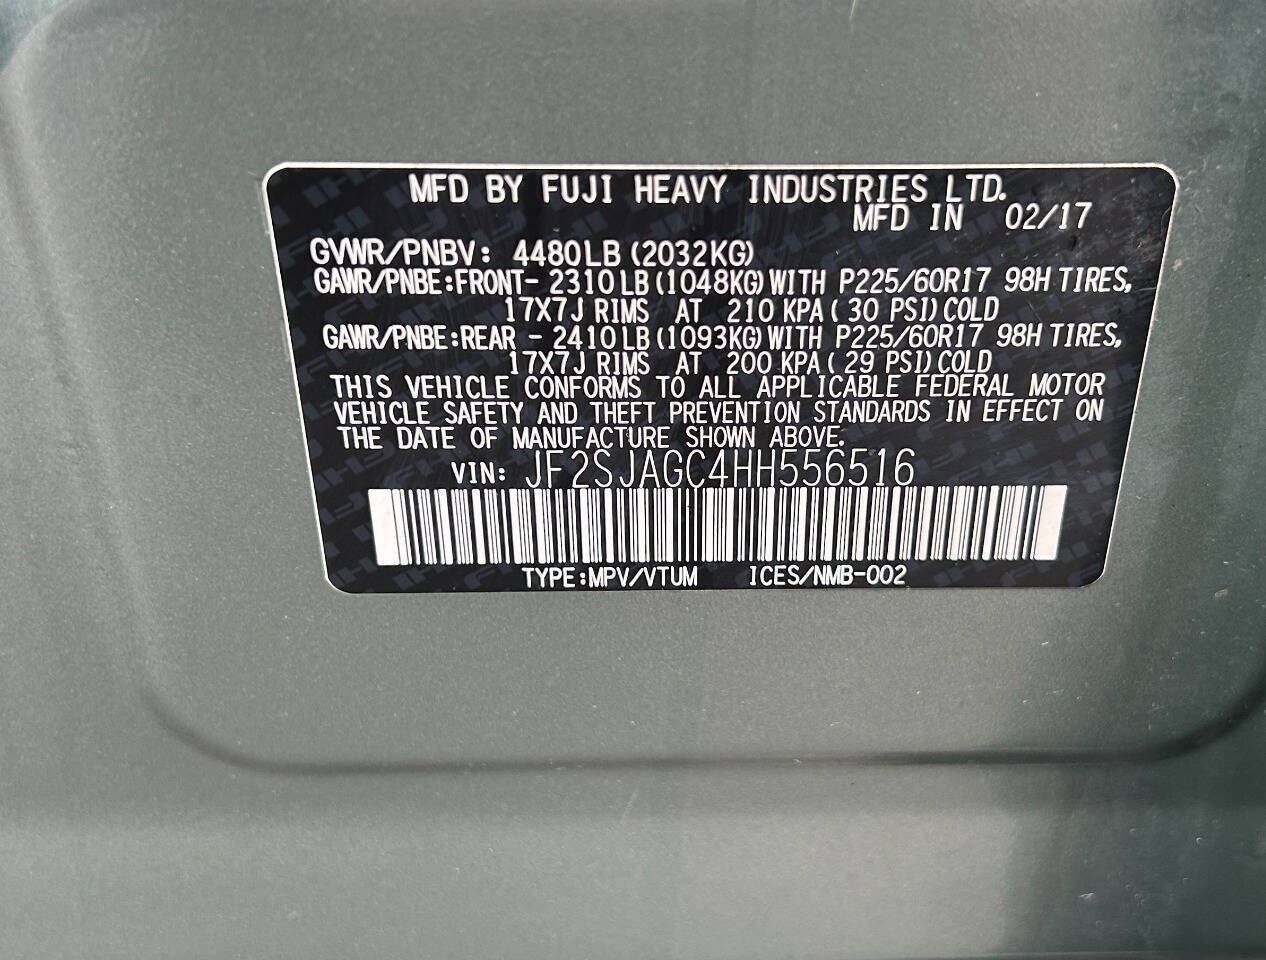 MFD BY FUJI HEAVY INDUSTRIES LTD.
MFD IN 02/17
GVWR/PNBV: 4480LB (2032KG)
GAWR/PNBE:FRONT- 2310LB (1048KG) WITH P225/60R17 98H TIRES,
17X7J RIMS AT 210 KPA( 30 PSI) COLD
GAWR/PNBE:REAR - 2410LB (1093KG) WITH P225/60R17 98H TIRES,
17X7J RIMS AT 200 KPA( 29 PSI) COLD
THIS VEHICLE CONFORMS TO ALL APPLICABLE FEDERAL MOTOR
VEHICLE SAFETY AND THEFT PREVENTION STANDARDS IN EFFECT ON
THE DATE OF MANUFACTURE SHOWN ABOVE.
VIN: JF2SJAGC4HH556516
TYPE:MPV/VTUM ICES/NMB-002